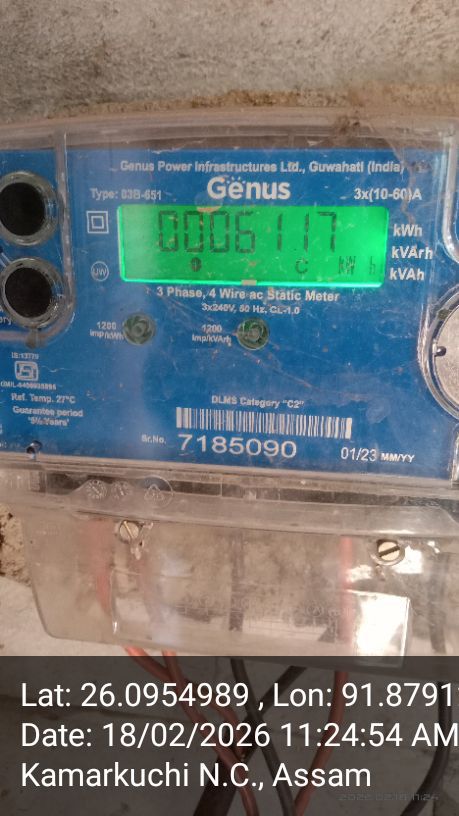 Genus Power Infrastructures Ltd., Guwahati (India)
Type: 03B-651
Genus
3x(10-60)A
0006117
kWh
kVArh
kVAh
C kW h
UW
3 Phase, 4 Wire ac Static Meter
3x240V, 50 Hz, CL-1.0
1200
imp/kWh
1200
imp/kVArh
IS:13779
Ref. Temp. 27°C
Guarantee period
'5½ Years'
DLMS Category "C2"
Sr.No. 7185090
01/23 MM/YY
Lat: 26.0954989 , Lon: 91.8791
Date: 18/02/2026 11:24:54 AM
Kamarkuchi N.C., Assam